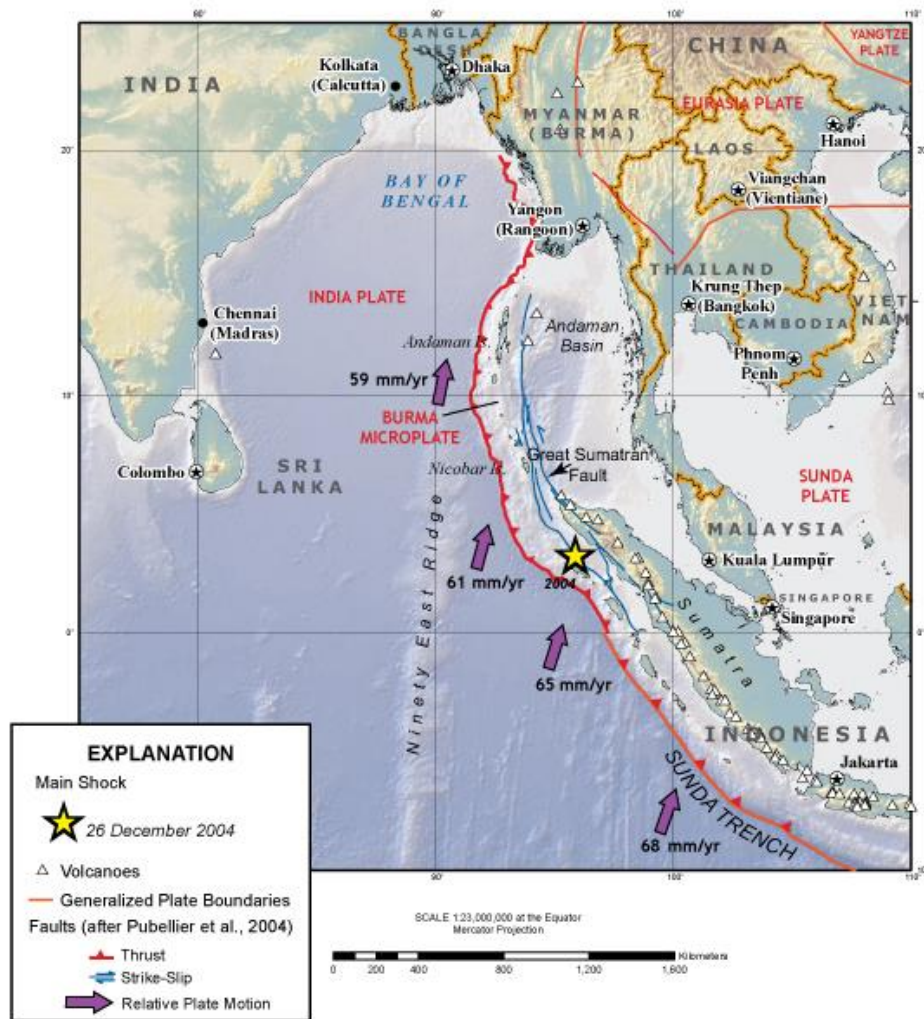 90°
100°
110°
YANGTZE
PLATE
CHINA
BANGLA
DESH
Dhaka
Kolkata
(Calcutta)
INDIA
MYANMAR
(BURMA)
EURASIA PLATE
Hanoi
LAOS
20°
BAY OF
BENGAL
Viangchan
(Vientiane)
Yangon
(Rangoon)
THAILAND
Krung Thep
(Bangkok)
VIET-
NAM
INDIA PLATE
Chennai
(Madras)
CAMBODIA
Andaman
Basin
Andaman Is.
Phnom
Penh
59 mm/yr
10°
BURMA
MICROPLATE
Great Sumatran
Fault
Nicobar Is.
Colombo
SRI
LANKA
SUNDA
PLATE
MALAYSIA
Kuala Lumpur
61 mm/yr
2004
SINGAPORE
Singapore
Sumatra
0°
Ninety East Ridge
65 mm/yr
INDONESIA
Jakarta
SUNDA TRENCH
68 mm/yr
90°
100°
EXPLANATION
Main Shock
26 December 2004
Volcanoes
Generalized Plate Boundaries
Faults (after Pubellier et al., 2004)
Thrust
Strike-Slip
Relative Plate Motion
SCALE 1:23,000,000 at the Equator
Mercator Projection
Kilometers
0 200 400 800 1,200 1,600